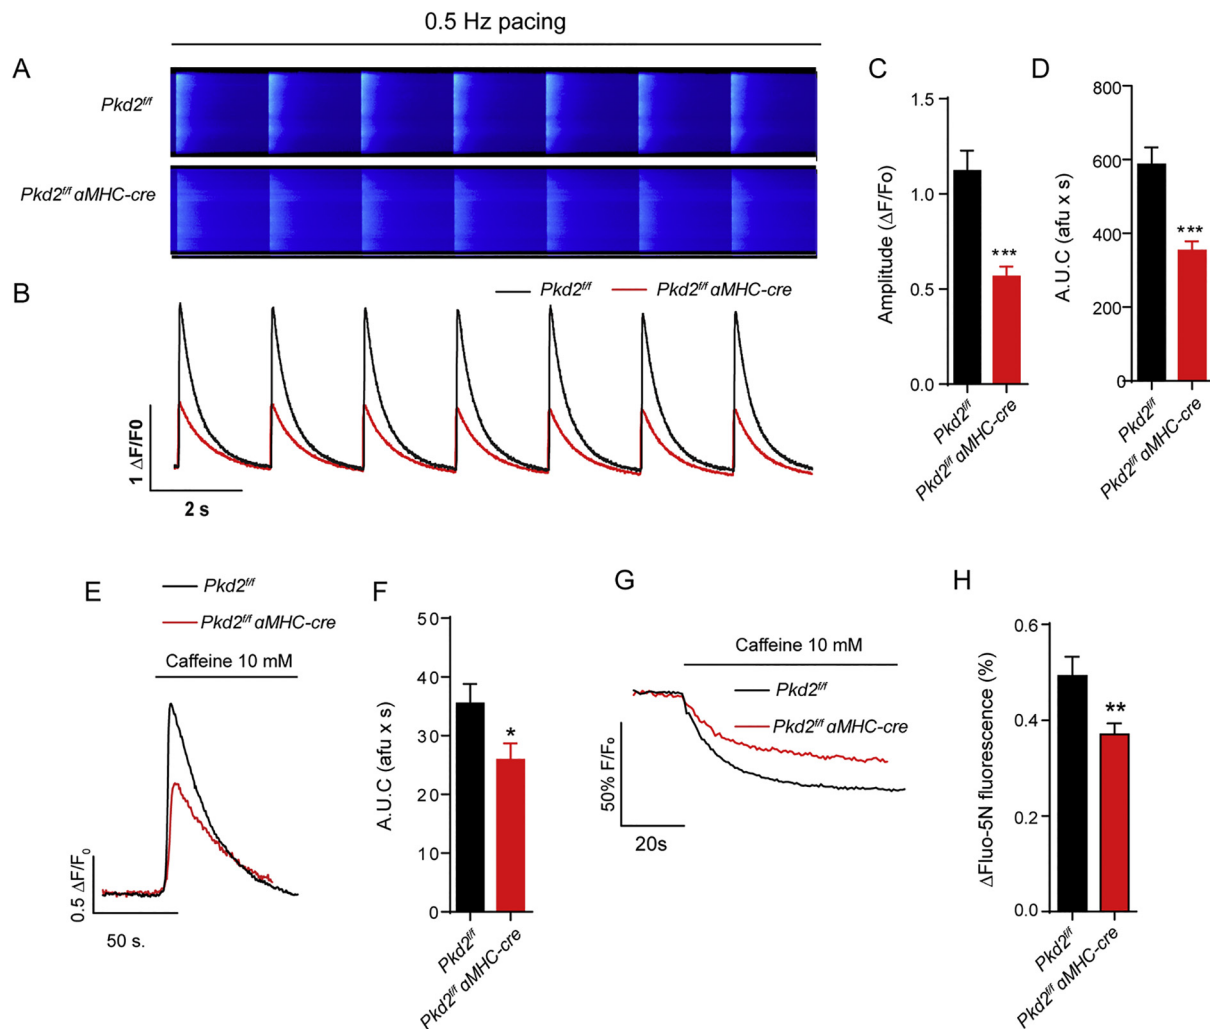 0.5 Hz pacing
A
Pkd2f/f
Pkd2f/f αMHC-cre
B
Pkd2f/f
Pkd2f/f αMHC-cre
1 ΔF/F0
2 s
C
Amplitude (ΔF/Fo)
1.5
1.0
0.5
0.0
***
Pkd2f/f
Pkd2f/f αMHC-cre
D
A.U.C (afu x s)
800
600
400
200
0
***
Pkd2f/f
Pkd2f/f αMHC-cre
E
Pkd2f/f
Pkd2f/f αMHC-cre
Caffeine 10 mM
0.5 ΔF/F0
50 s.
F
A.U.C (afu x s)
50
40
30
20
10
0
*
Pkd2f/f
Pkd2f/f αMHC-cre
G
Caffeine 10 mM
Pkd2f/f
Pkd2f/f αMHC-cre
50% F/F0
20s
H
ΔFluo-5N fluorescence (%)
0.6
0.4
0.2
0.0
**
Pkd2f/f
Pkd2f/f αMHC-cre